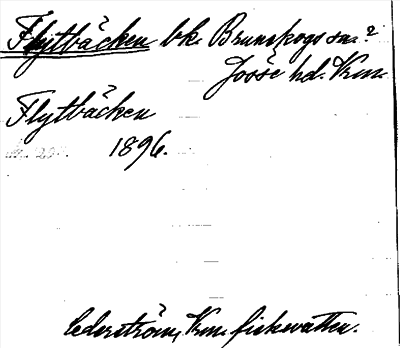 Flytbäcken bk. Brunskogs sn.?
Jösse hd. Vrm.
Flytbäcken
1896.
Cederström, Vrm. fiskevatten.